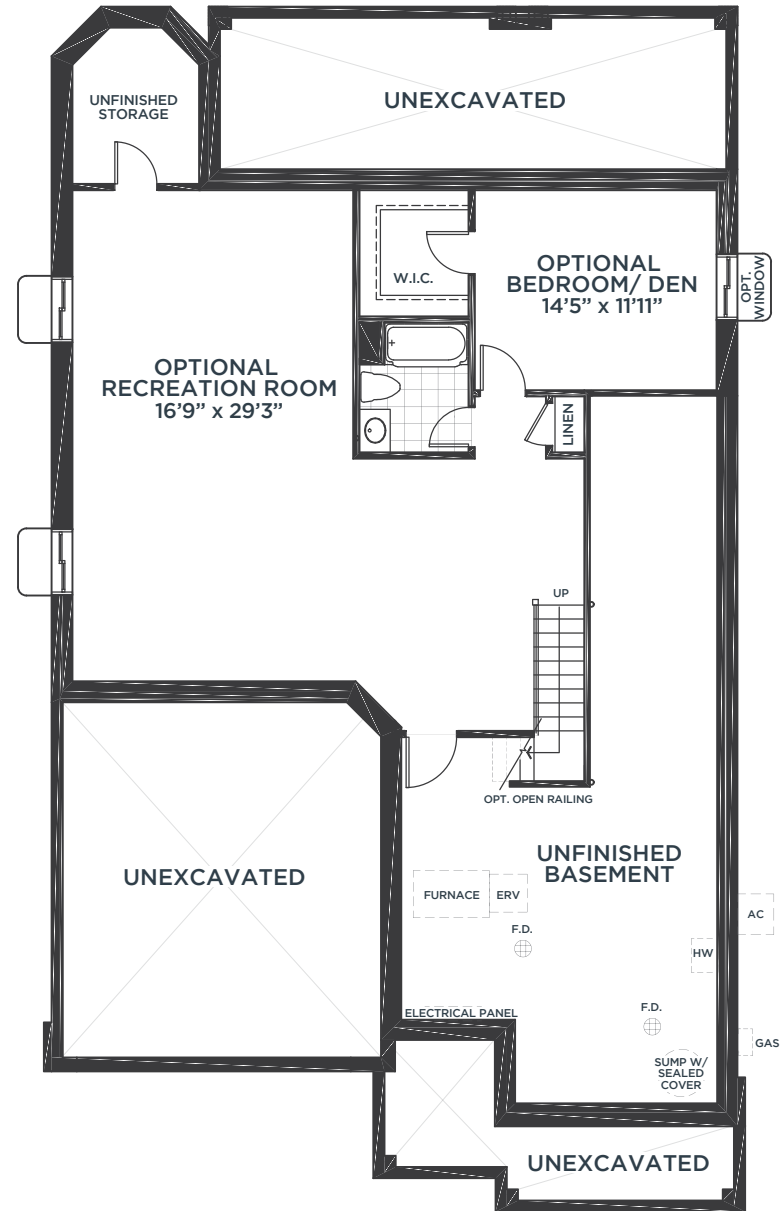 UNFINISHED
STORAGE
UNEXCAVATED
W.I.C.
OPTIONAL
BEDROOM/ DEN
14’5” x 11’11”
OPT.
WINDOW
OPTIONAL
RECREATION ROOM
16’9” x 29’3”
LINEN
UP
OPT. OPEN RAILING
UNEXCAVATED
UNFINISHED
BASEMENT
FURNACE
ERV
AC
F.D.
HW
ELECTRICAL PANEL
F.D.
GAS
SUMP W/
SEALED
COVER
UNEXCAVATED